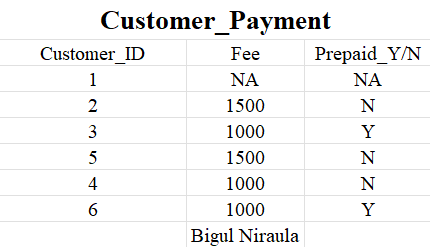 Customer_Payment
Customer_ID Fee Prepaid_Y/N
1 NA NA
2 1500 N
3 1000 Y
5 1500 N
4 1000 N
6 1000 Y
Bigul Niraula